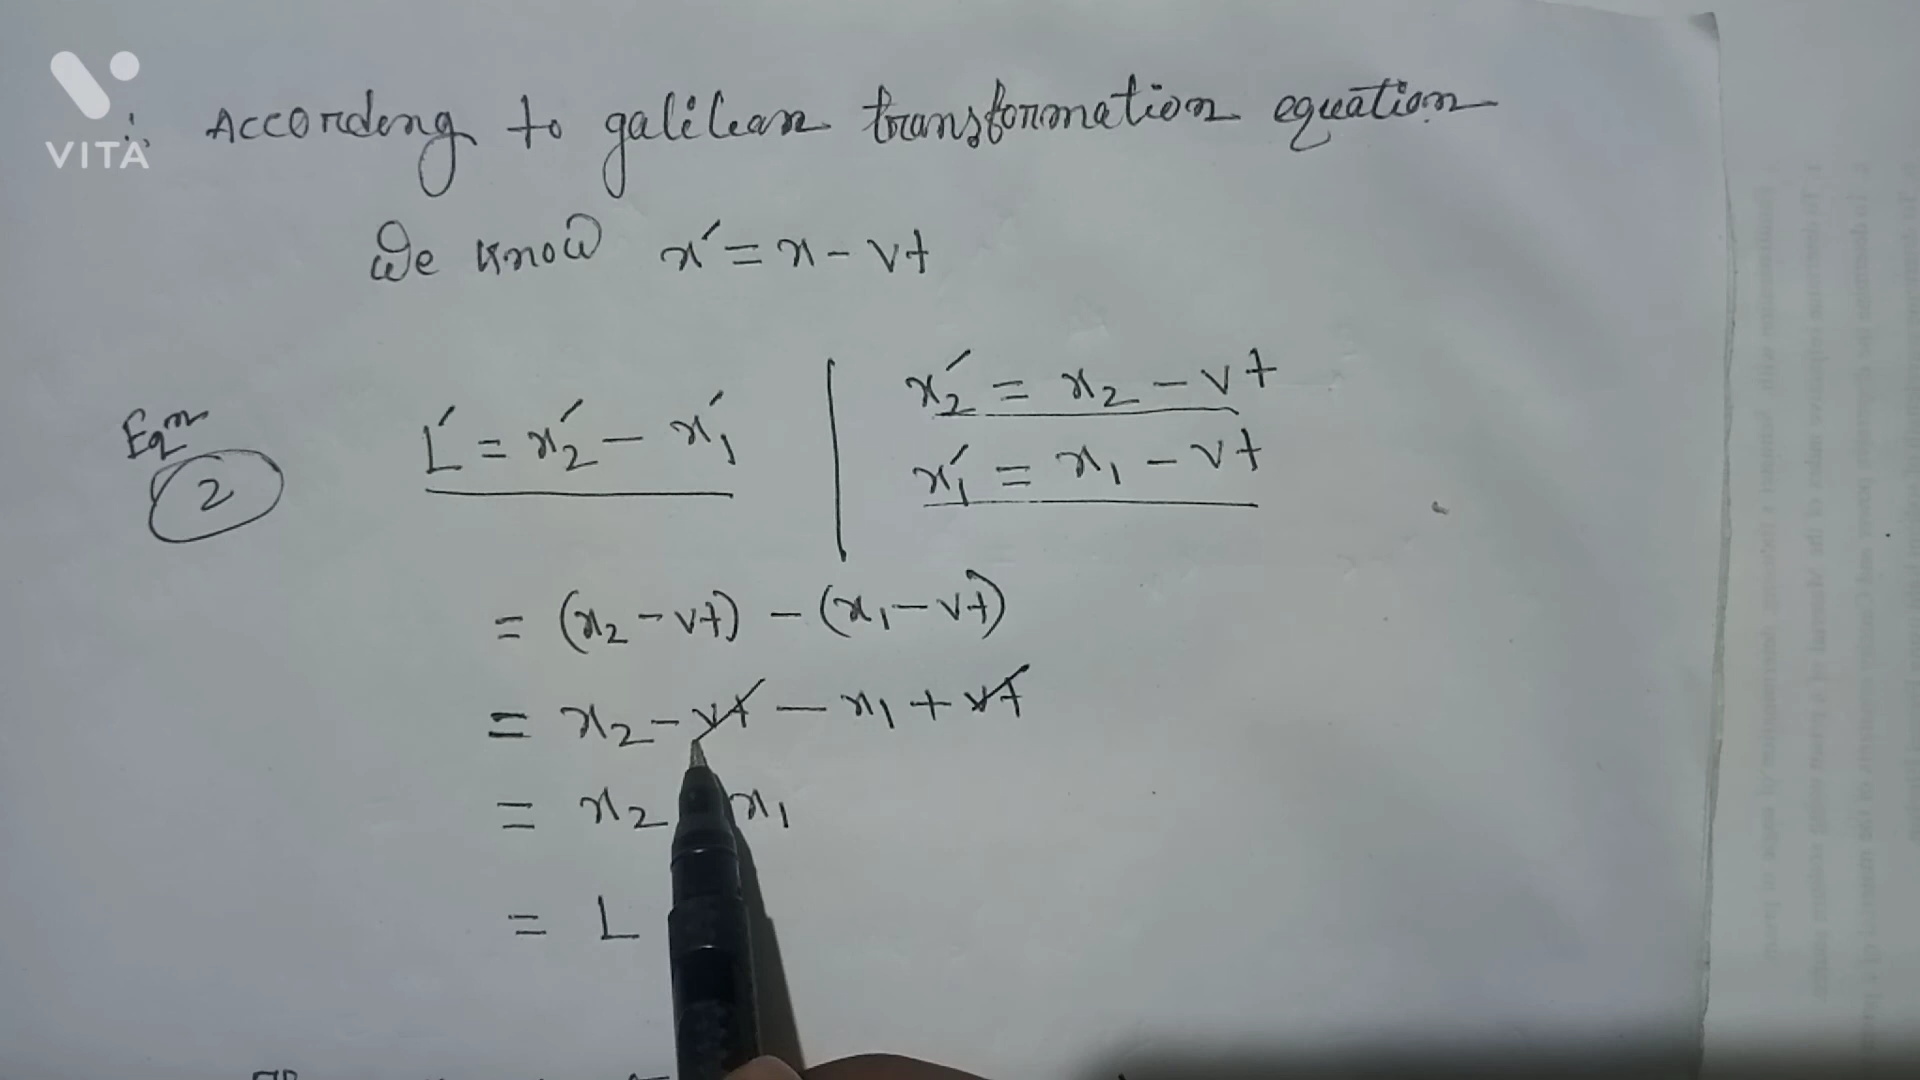 VITA
∴ According to galilean transformation equation
We know x′ = x - vt
Eqn 2 L′ = x₂′ - x₁′ | x₂′ = x₂ - vt
x₁′ = x₁ - vt
= (x₂ - vt) - (x₁ - vt)
= x₂ - vt - x₁ + vt
= x₂ x₁
= L